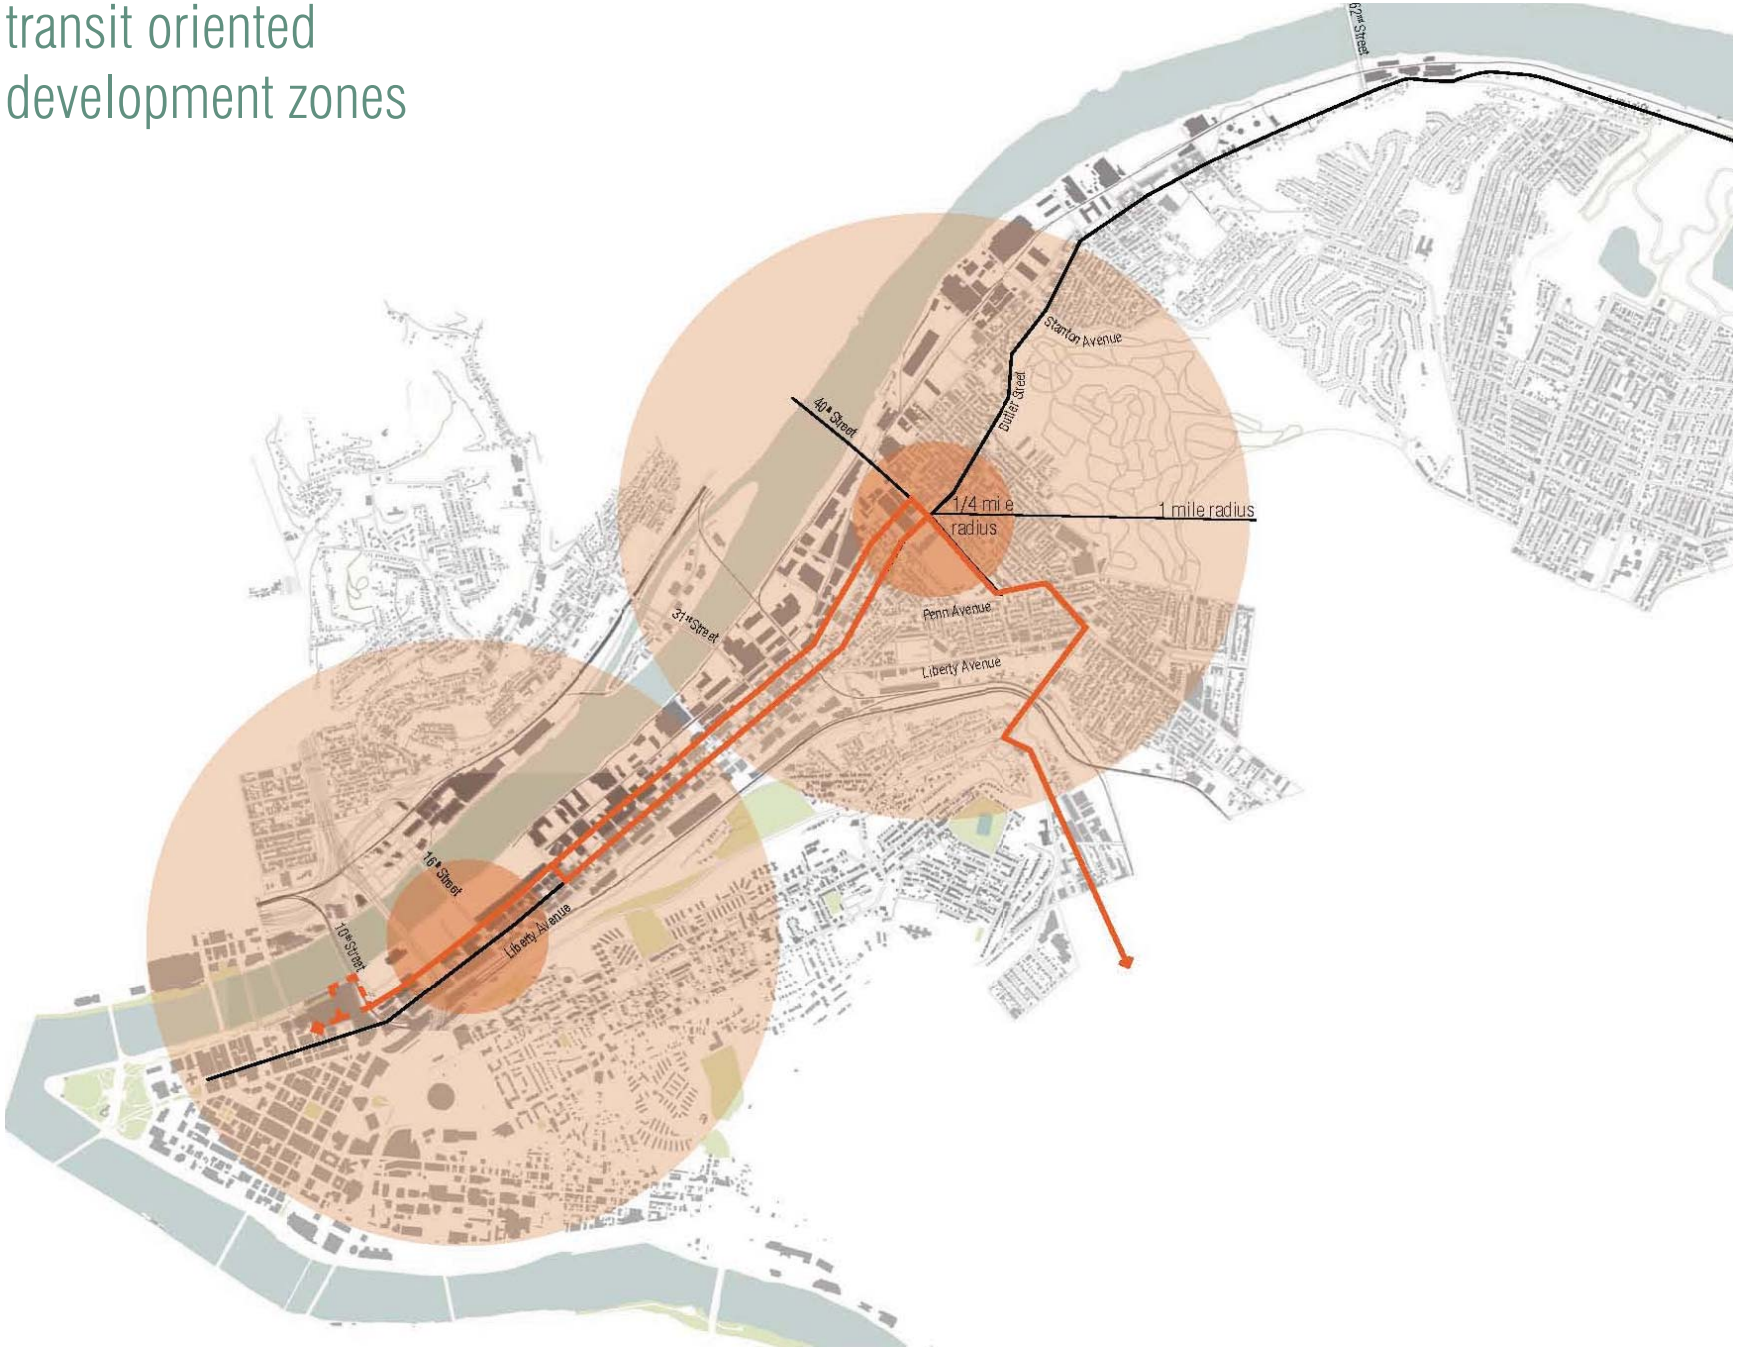 transit oriented
development zones
62nd Street
Stanton Avenue
Butler Street
40th Street
1/4 mile
radius
1 mile radius
31st Street
Penn Avenue
Liberty Avenue
16th Street
10th Street
Liberty Avenue